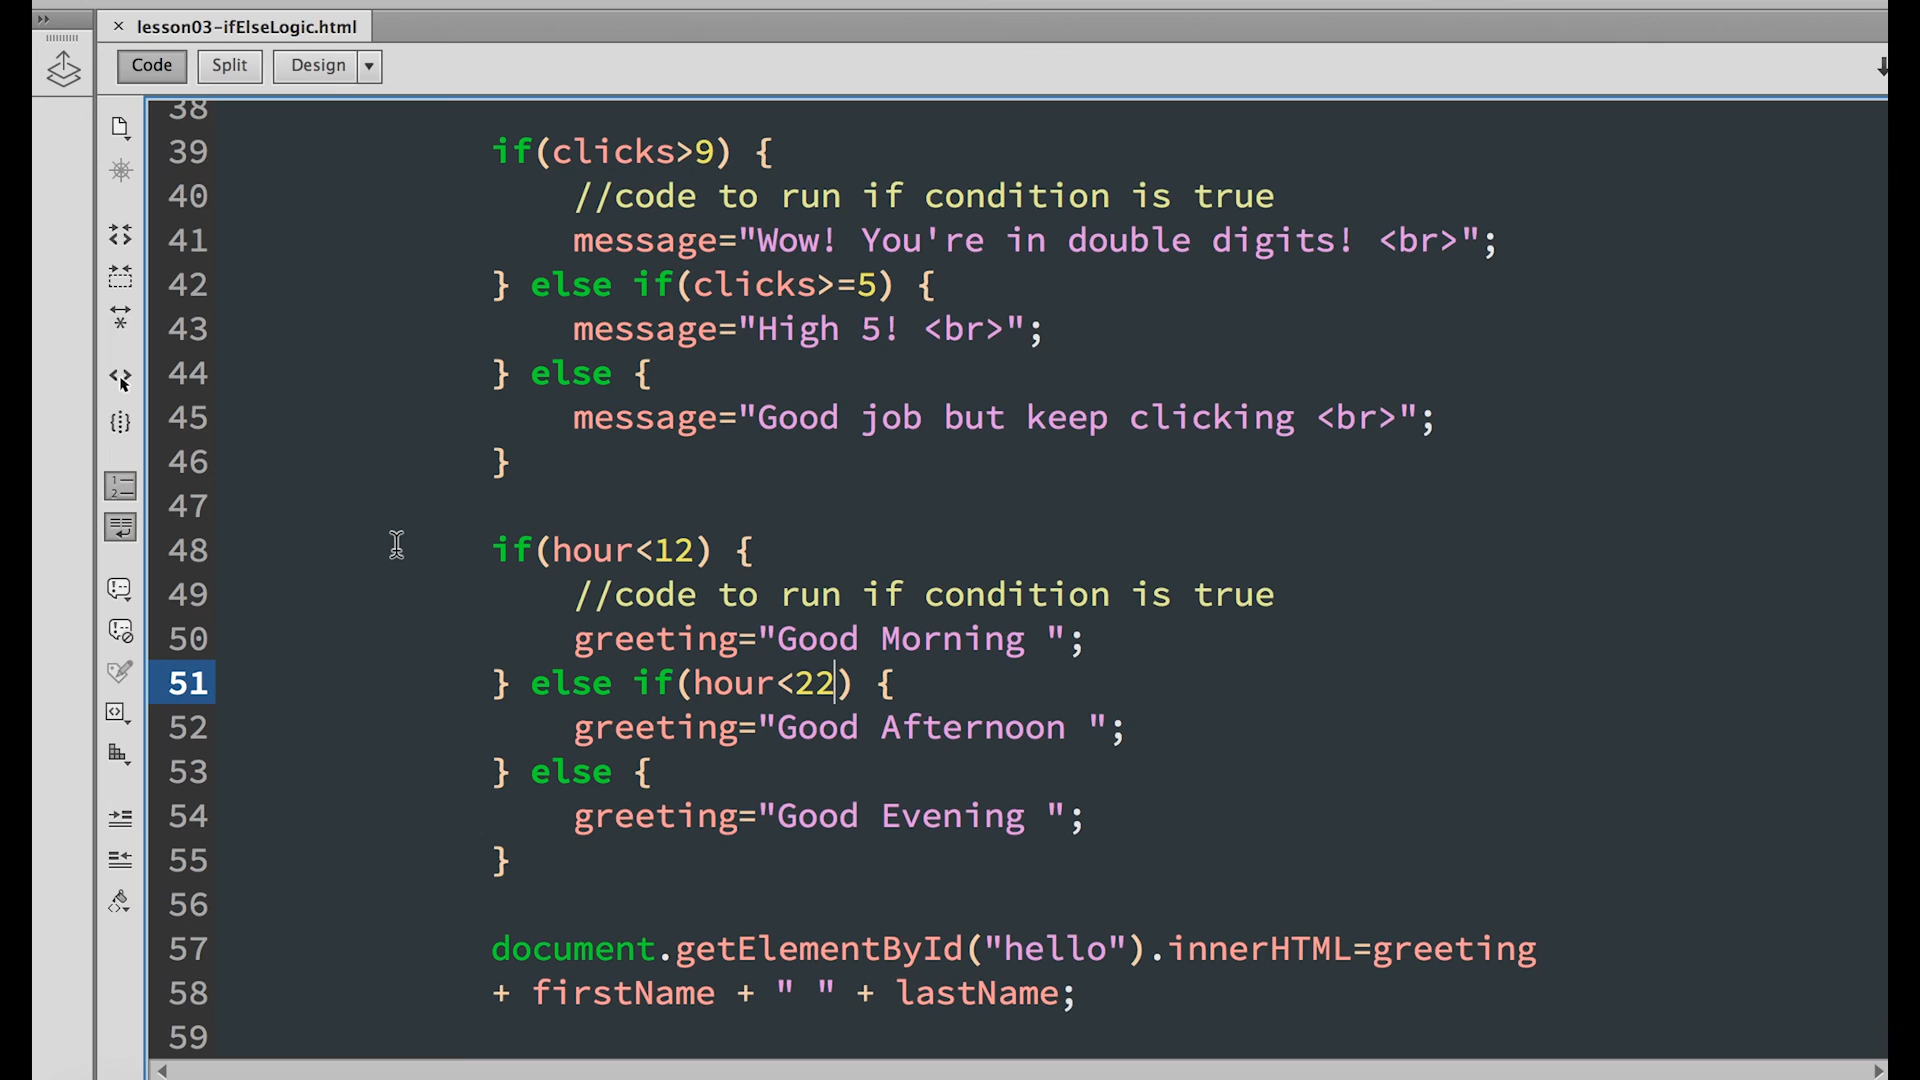 lesson03-ifElseLogic.html
Code Split Design
38
39 if(clicks>9) {
40 //code to run if condition is true
41 message="Wow! You're in double digits! <br>";
42 } else if(clicks>=5) {
43 message="High 5! <br>";
44 } else {
45 message="Good job but keep clicking <br>";
46 }
47
48 if(hour<12) {
49 //code to run if condition is true
50 greeting="Good Morning ";
51 } else if(hour<22) {
52 greeting="Good Afternoon ";
53 } else {
54 greeting="Good Evening ";
55 }
56
57 document.getElementById("hello").innerHTML=greeting
58 + firstName + " " + lastName;
59